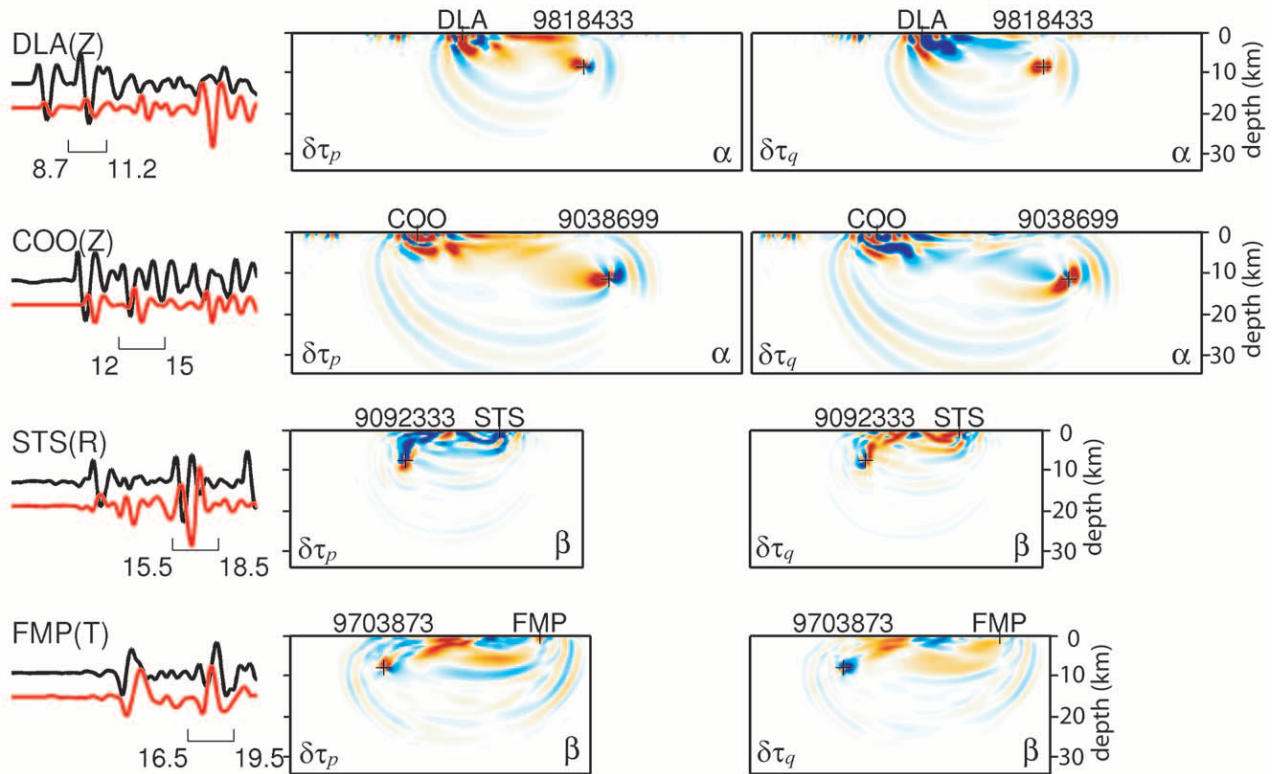 DLA(Z)
8.7 11.2
DLA 9818433
δτp α
DLA 9818433
δτq α
0
10
20
30
depth (km)
COO(Z)
12 15
COO 9038699
δτp α
COO 9038699
δτq α
0
10
20
30
depth (km)
STS(R)
15.5 18.5
9092333 STS
δτp β
9092333 STS
δτq β
0
10
20
30
depth (km)
FMP(T)
16.5 19.5
9703873 FMP
δτp β
9703873 FMP
δτq β
0
10
20
30
depth (km)